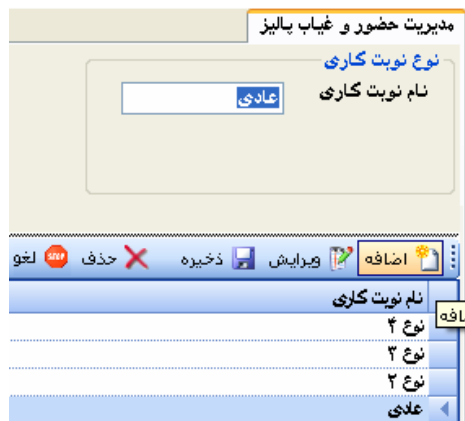 مدیریت حضور و غیاب پالیز
نوع نوبت کاری
نام نوبت کاری عادی
اضافه ویرایش ذخیره حذف STOP لغو
نام نوبت کاری
نوع ۴
نوع ۳
نوع ۲
عادی